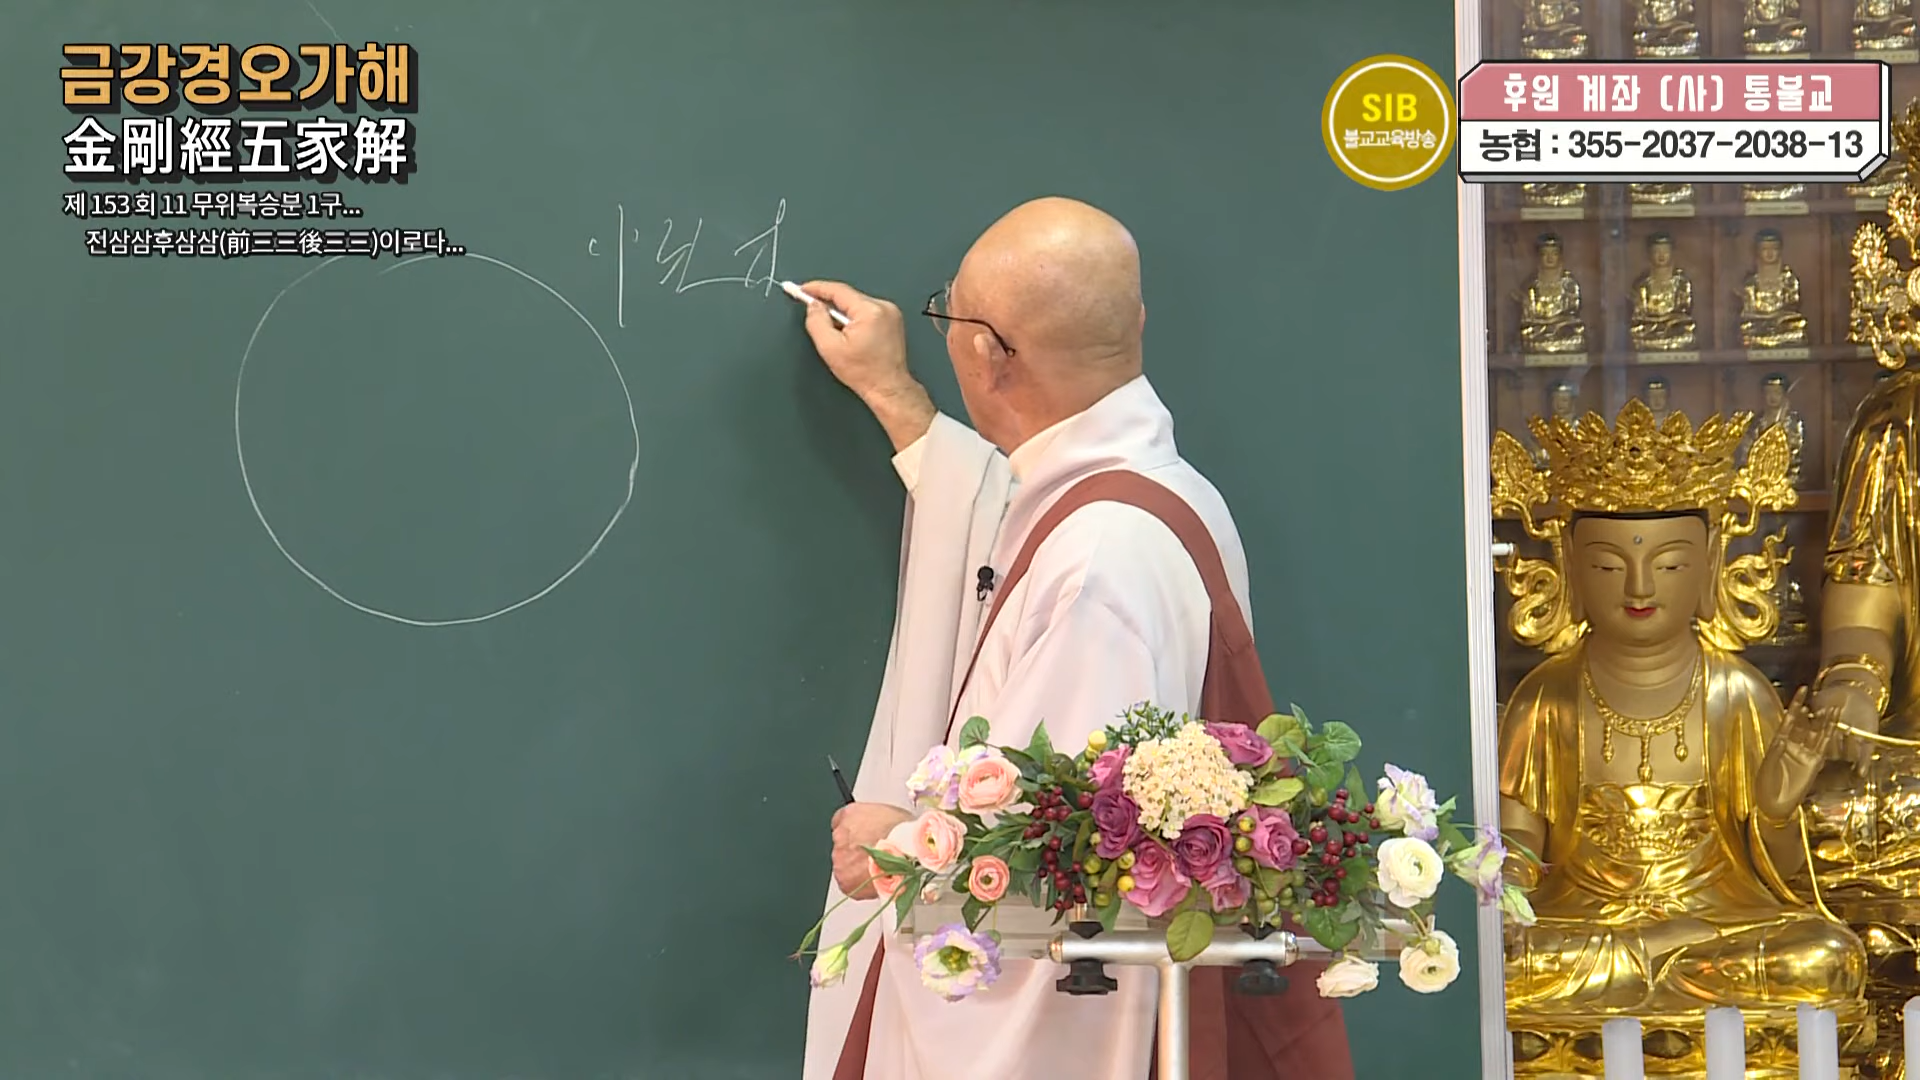 금강경오가해
金剛經五家解
제 153 회 11 무위복승분 1구...
전삼삼후삼삼(前三三後三三)이로다...
SIB
불교교육방송
후원 계좌 (사) 통불교
농협 : 355-2037-2038-13